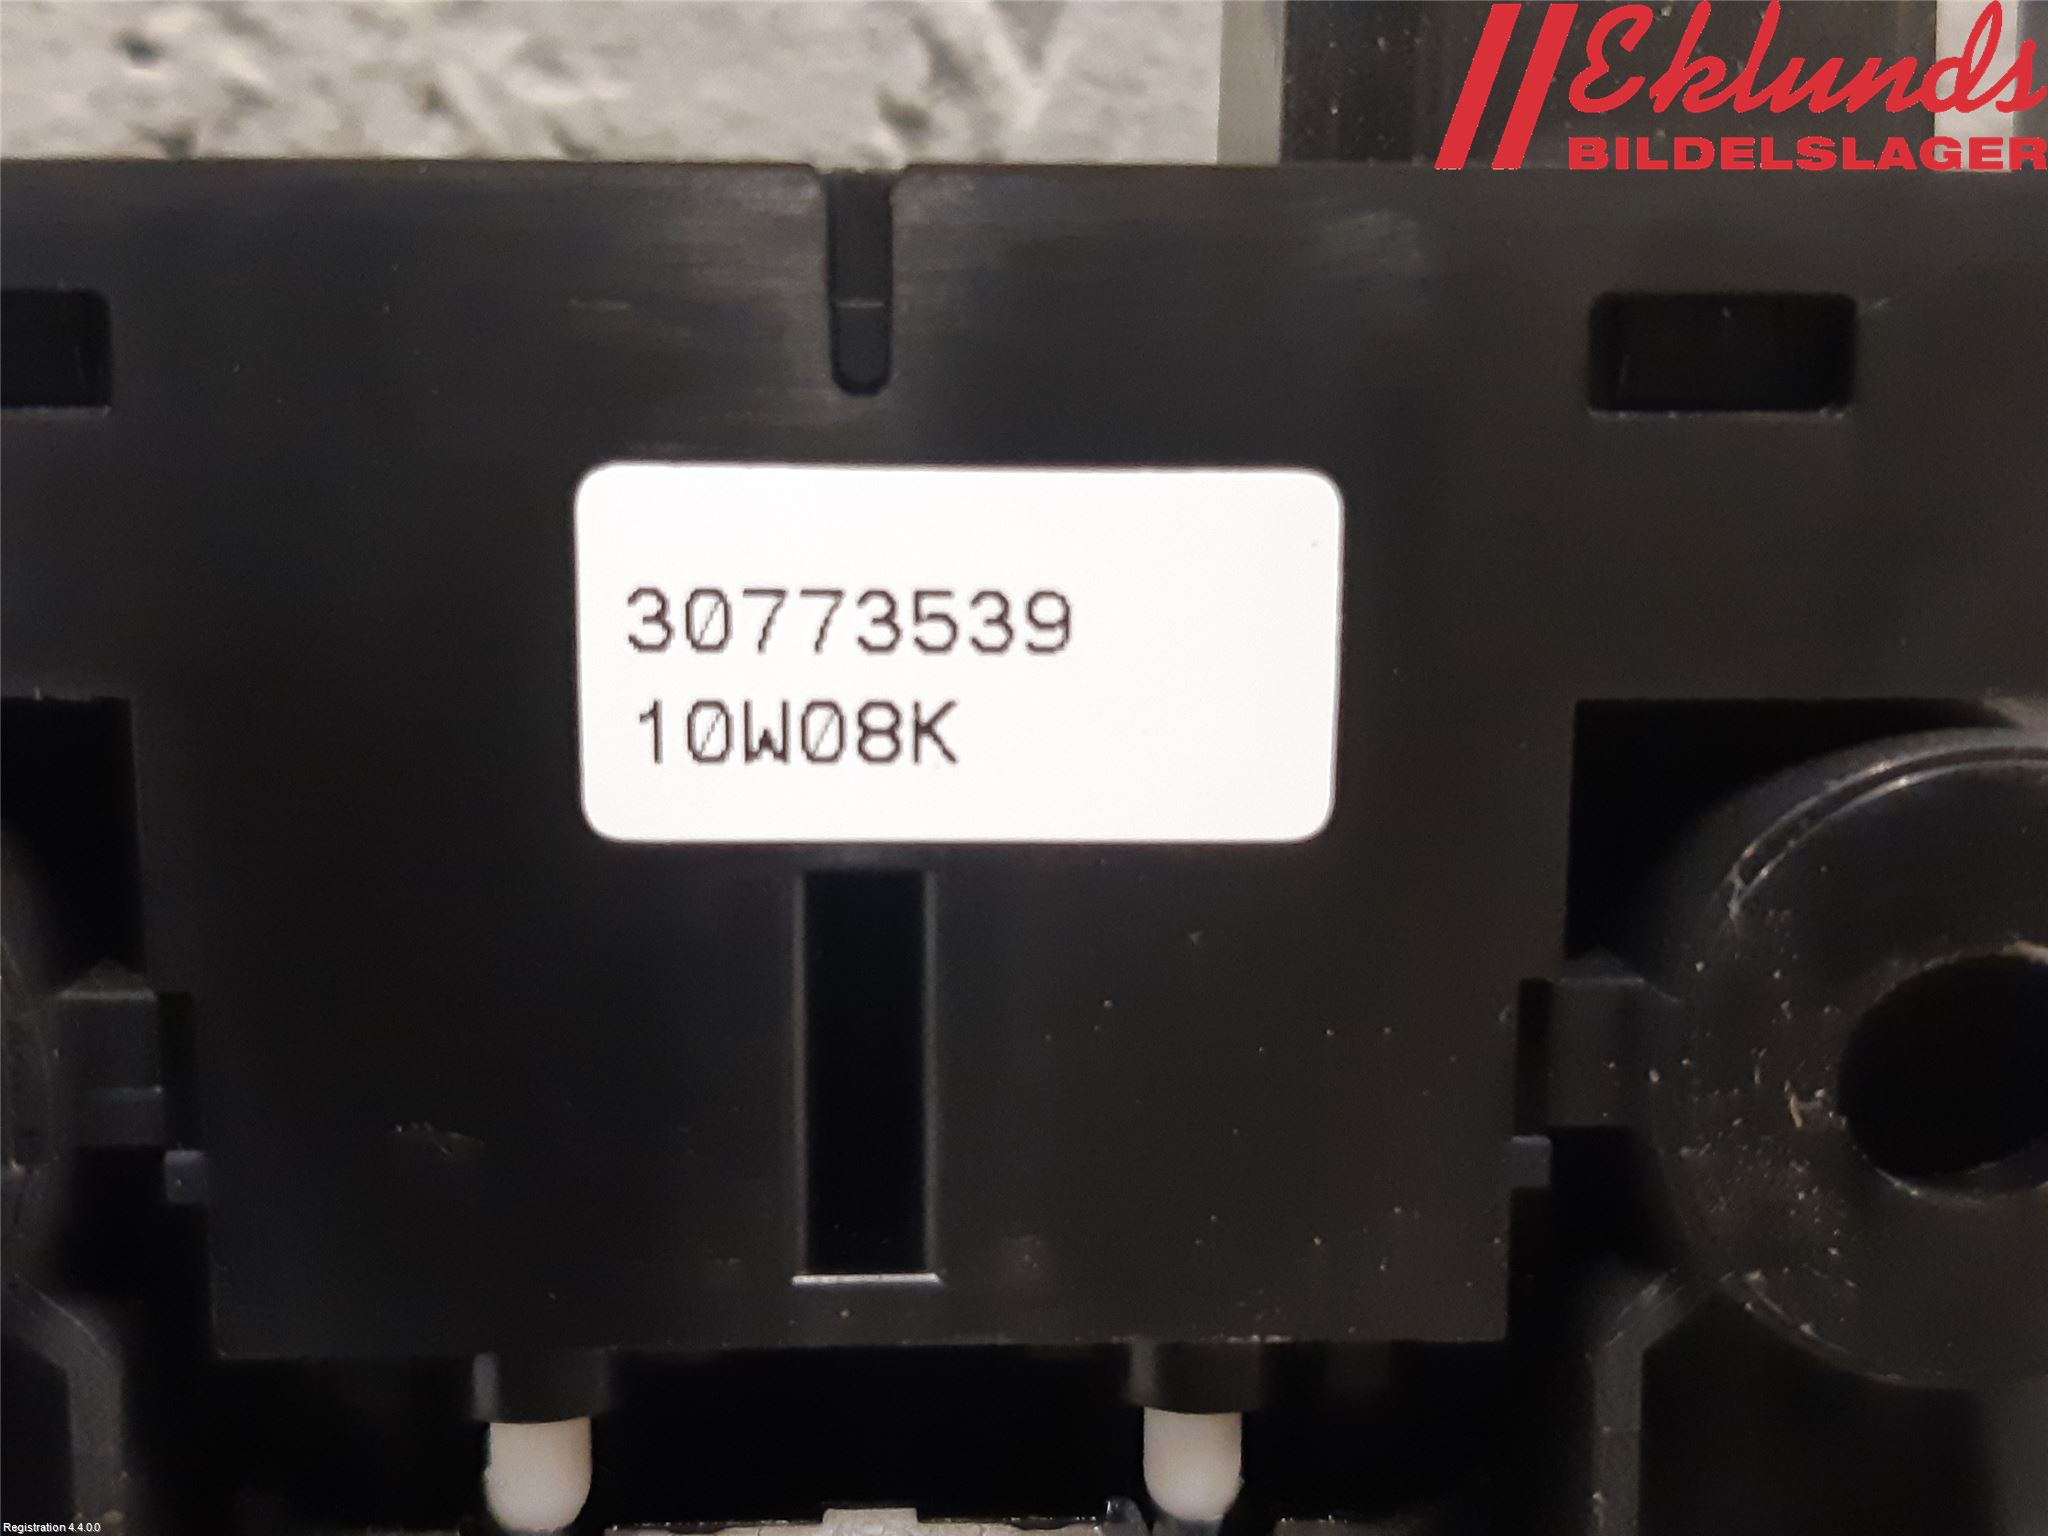 Eklunds
BILDELSLAGER
30773539
10W08K
Registration 4.4.0.0